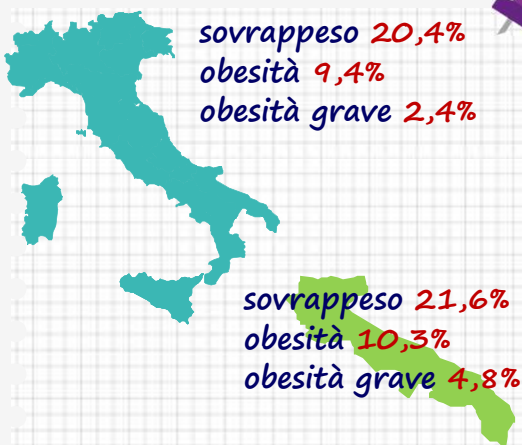 sovrappeso 20,4%
obesità 9,4%
obesità grave 2,4%
sovrappeso 21,6%
obesità 10,3%
obesità grave 4,8%